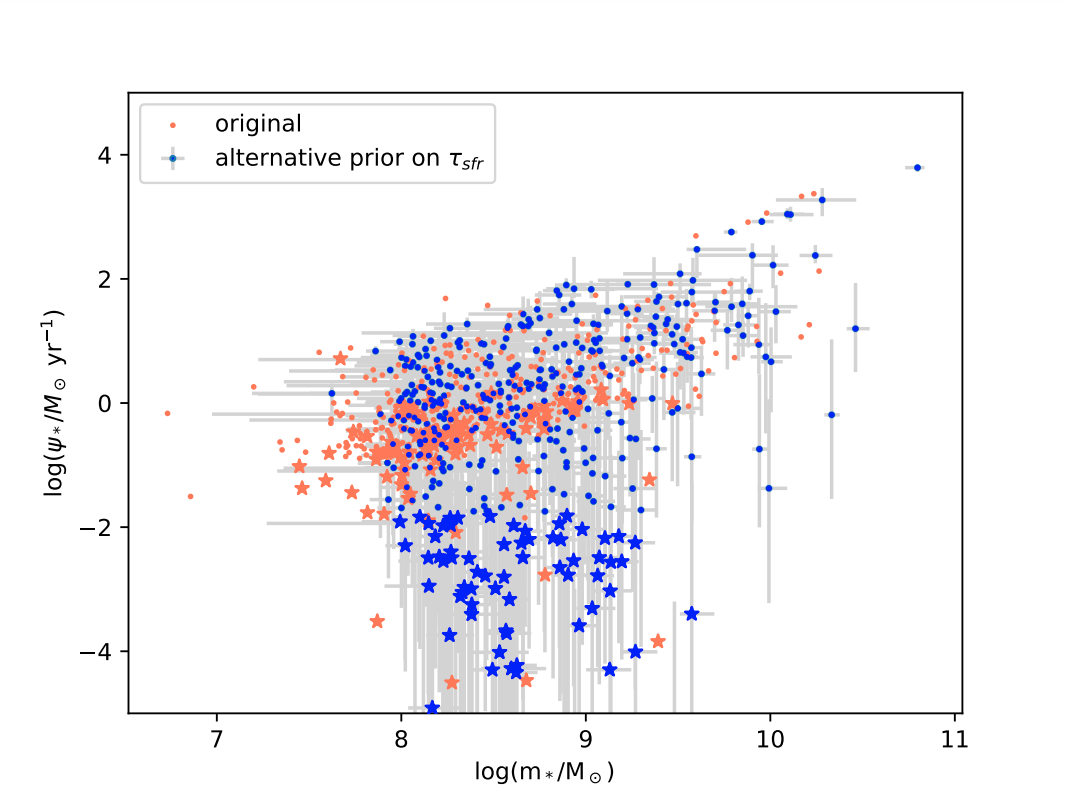 original
alternative prior on τ_sfr
log(ψ*/M⊙ yr⁻¹)
4
2
0
−2
−4
7 8 9 10 11
log(m*/M⊙)